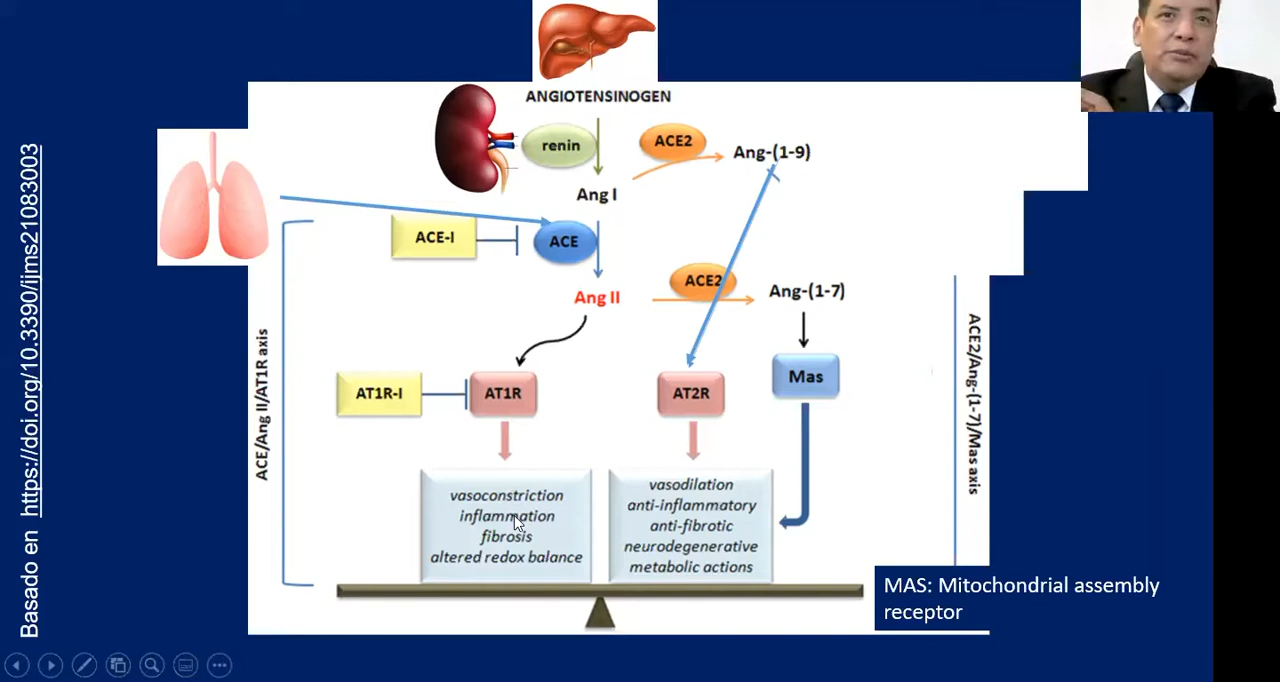 Basado en https://doi.org/10.3390/ijms21083003
ANGIOTENSINOGEN
renin
ACE2
Ang-(1-9)
Ang I
ACE-I
ACE
Ang II
ACE2
Ang-(1-7)
AT1R-I
AT1R
AT2R
Mas
ACE/Ang II/AT1R axis
ACE2/Ang-(1-7)/Mas axis
vasoconstriction
inflammation
fibrosis
altered redox balance
vasodilation
anti-inflammatory
anti-fibrotic
neurodegenerative
metabolic actions
MAS: Mitochondrial assembly
receptor